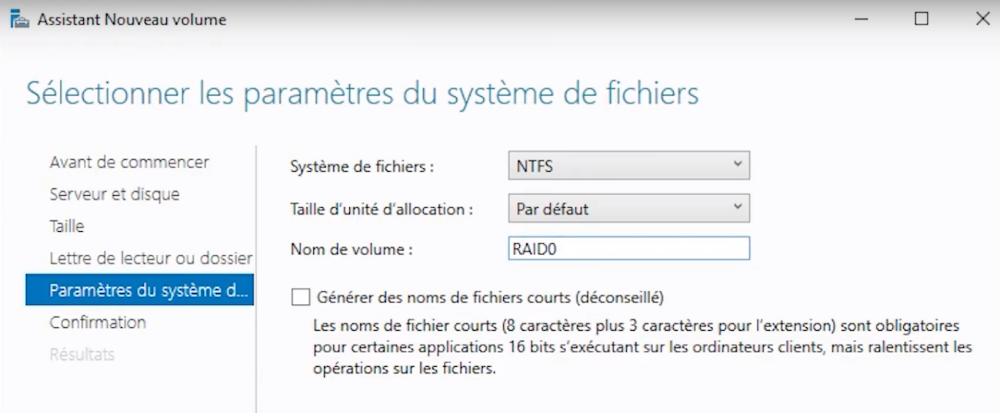 Assistant Nouveau volume
Sélectionner les paramètres du système de fichiers
Avant de commencer
Serveur et disque
Taille
Lettre de lecteur ou dossier
Paramètres du système d...
Confirmation
Résultats
Système de fichiers :
NTFS
Taille d'unité d'allocation :
Par défaut
Nom de volume :
RAID0
Générer des noms de fichiers courts (déconseillé)
Les noms de fichier courts (8 caractères plus 3 caractères pour l'extension) sont obligatoires
pour certaines applications 16 bits s'exécutant sur les ordinateurs clients, mais ralentissent les
opérations sur les fichiers.